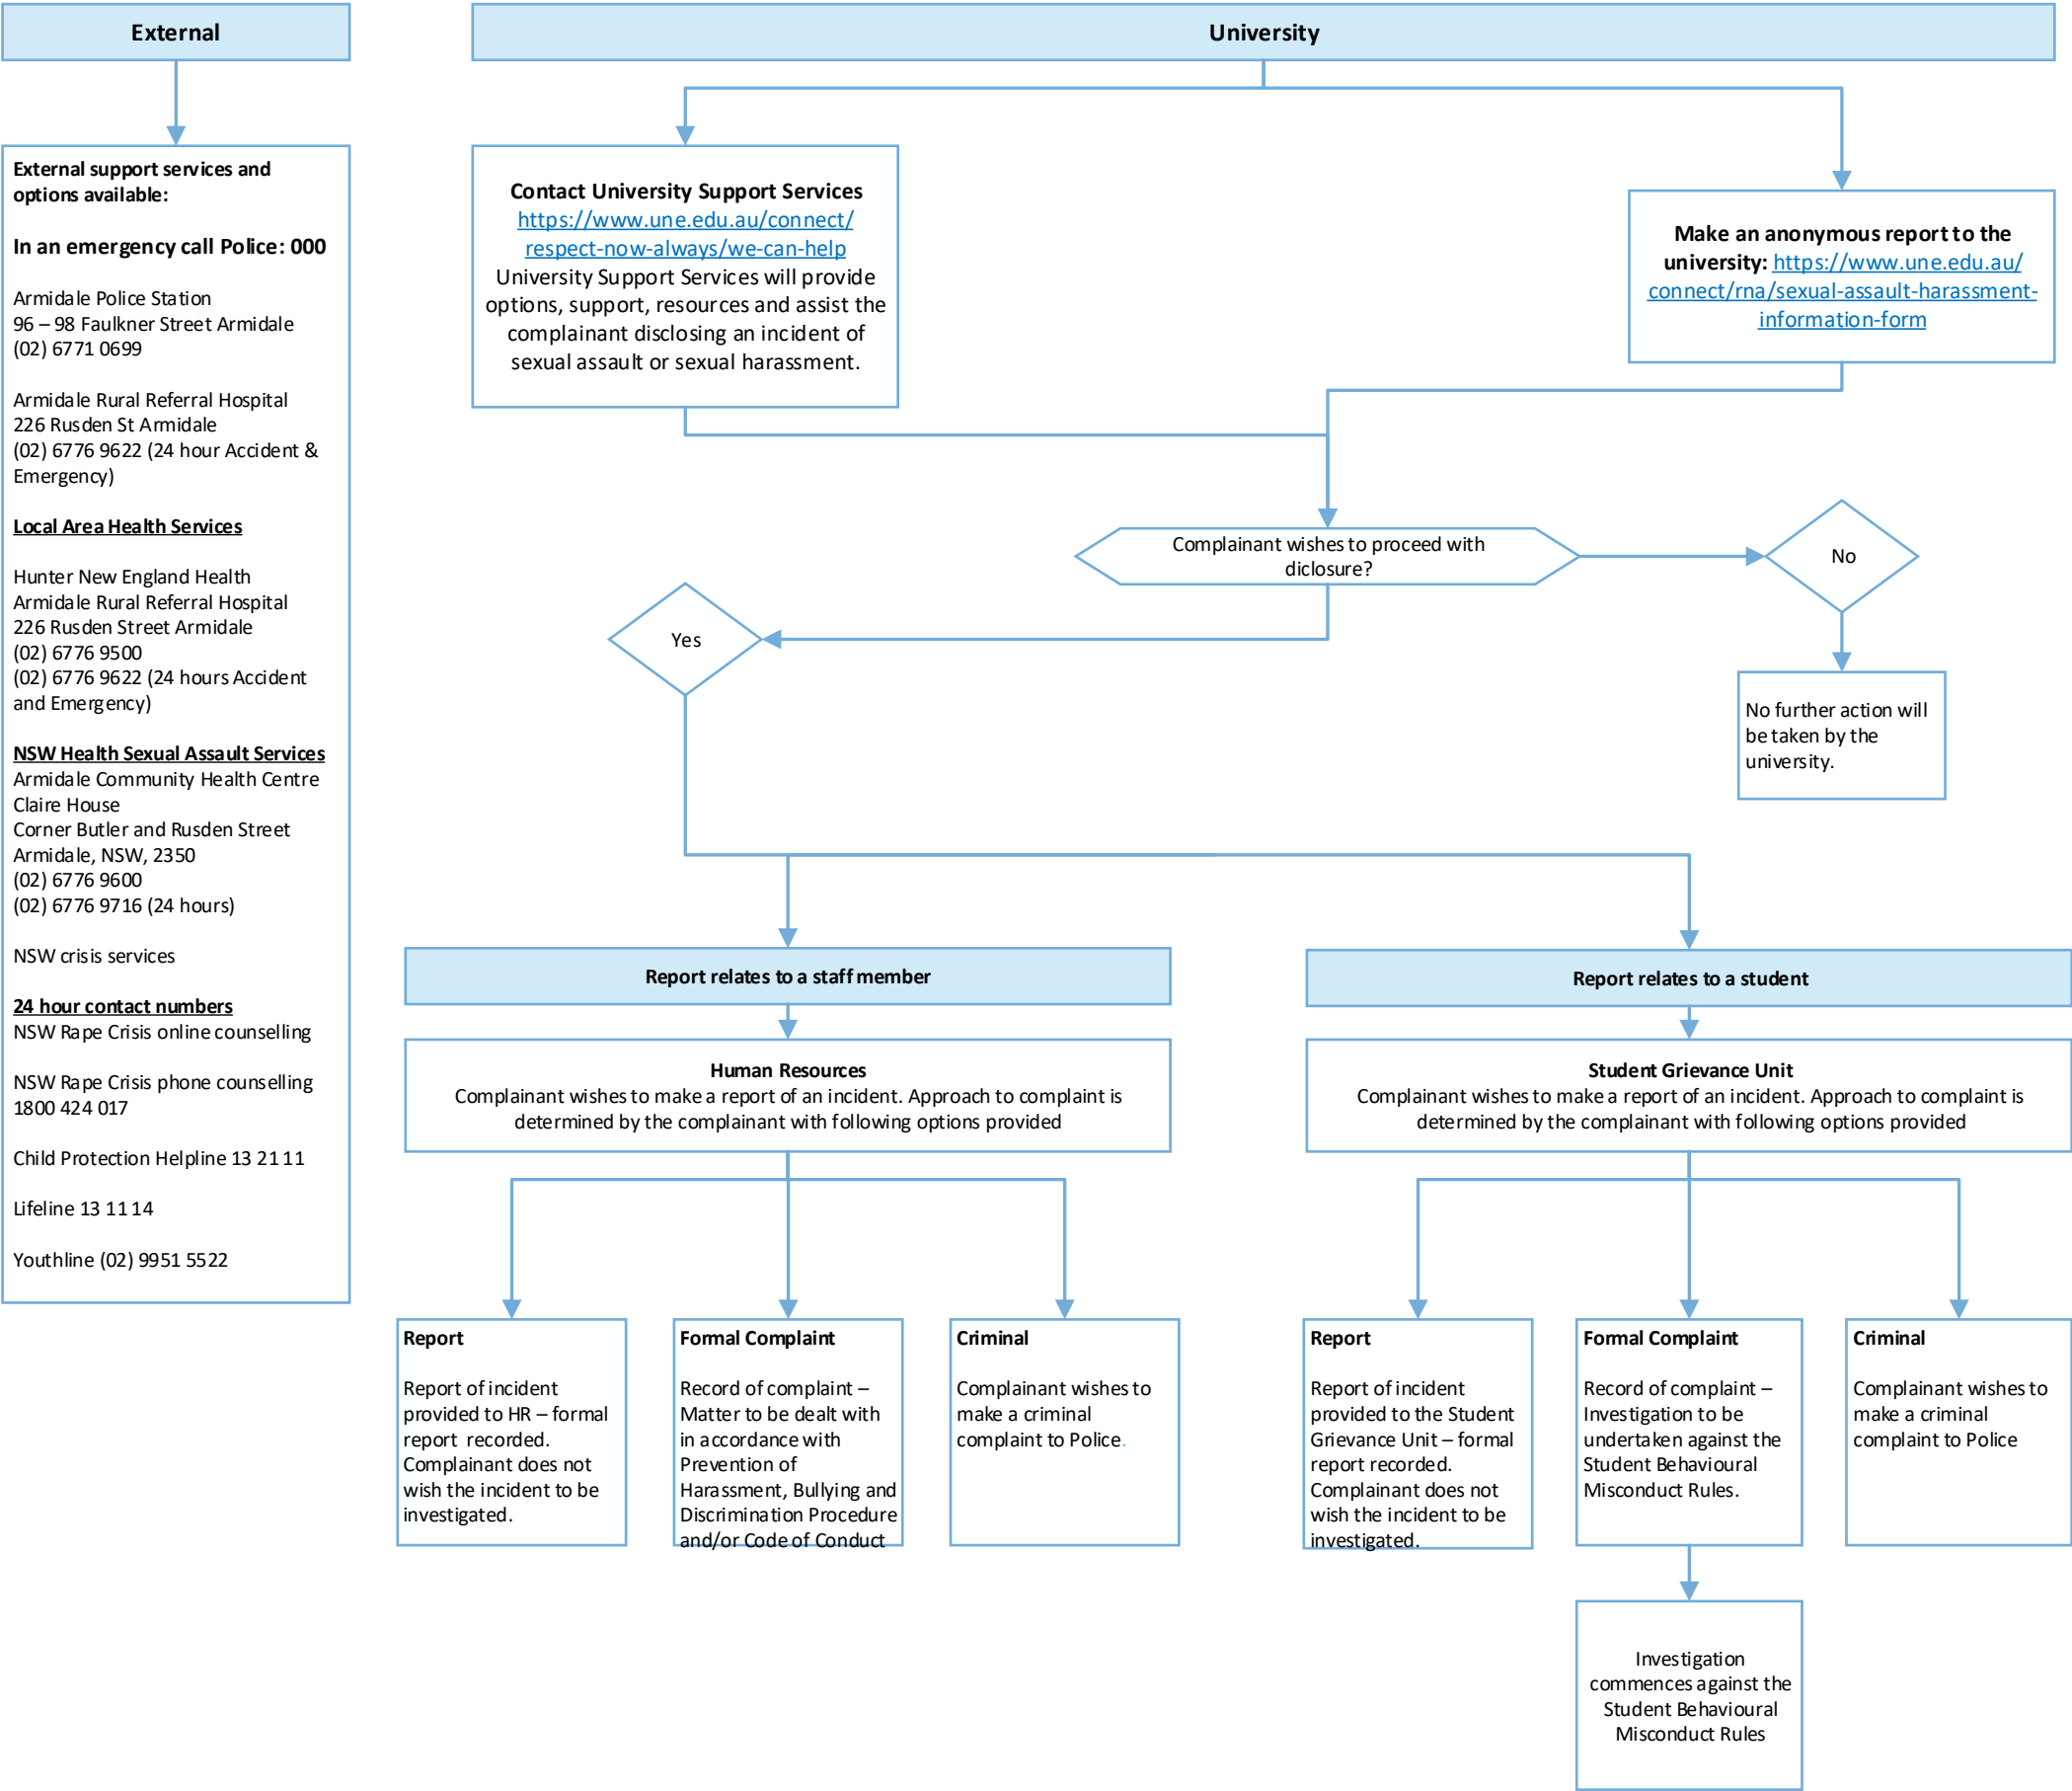 External
External support services and
options available:
In an emergency call Police: 000
Armidale Police Station
96 – 98 Faulkner Street Armidale
(02) 6771 0699
Armidale Rural Referral Hospital
226 Rusden St Armidale
(02) 6776 9622 (24 hour Accident &
Emergency)
Local Area Health Services
Hunter New England Health
Armidale Rural Referral Hospital
226 Rusden Street Armidale
(02) 6776 9500
(02) 6776 9622 (24 hours Accident
and Emergency)
NSW Health Sexual Assault Services
Armidale Community Health Centre
Claire House
Corner Butler and Rusden Street
Armidale, NSW, 2350
(02) 6776 9600
(02) 6776 9716 (24 hours)
NSW crisis services
24 hour contact numbers
NSW Rape Crisis online counselling
NSW Rape Crisis phone counselling
1800 424 017
Child Protection Helpline 13 21 11
Lifeline 13 11 14
Youthline (02) 9951 5522
University
Contact University Support Services
https://www.une.edu.au/connect/
respect-now-always/we-can-help
University Support Services will provide
options, support, resources and assist the
complainant disclosing an incident of
sexual assault or sexual harassment.
Make an anonymous report to the
university: https://www.une.edu.au/
connect/rna/sexual-assault-harassment-
information-form
Complainant wishes to proceed with
diclosure?
No
Yes
No further action will
be taken by the
university.
Report relates to a staff member
Human Resources
Complainant wishes to make a report of an incident. Approach to complaint is
determined by the complainant with following options provided
Report
Report of incident
provided to HR – formal
report recorded.
Complainant does not
wish the incident to be
investigated.
Formal Complaint
Record of complaint –
Matter to be dealt with
in accordance with
Prevention of
Harassment, Bullying and
Discrimination Procedure
and/or Code of Conduct
Criminal
Complainant wishes to
make a criminal
complaint to Police.
Report relates to a student
Student Grievance Unit
Complainant wishes to make a report of an incident. Approach to complaint is
determined by the complainant with following options provided
Report
Report of incident
provided to the Student
Grievance Unit – formal
report recorded.
Complainant does not
wish the incident to be
investigated.
Formal Complaint
Record of complaint –
Investigation to be
undertaken against the
Student Behavioural
Misconduct Rules.
Criminal
Complainant wishes to
make a criminal
complaint to Police
Investigation
commences against the
Student Behavioural
Misconduct Rules